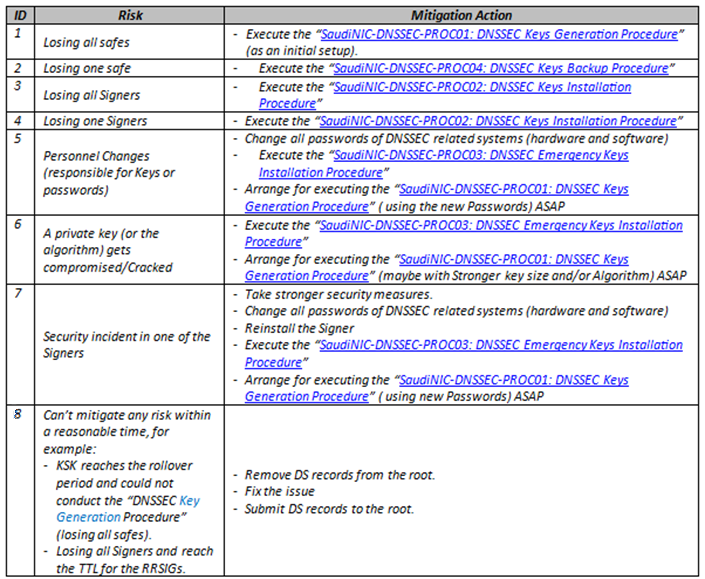 ID Risk Mitigation Action
1 Losing all safes - Execute the “SaudiNIC-DNSSEC-PROC01: DNSSEC Keys Generation Procedure”
(as an initial setup).
2 Losing one safe - Execute the “SaudiNIC-DNSSEC-PROC04: DNSSEC Keys Backup Procedure”
3 Losing all Signers - Execute the “SaudiNIC-DNSSEC-PROC02: DNSSEC Keys Installation
Procedure”
4 Losing one Signers - Execute the “SaudiNIC-DNSSEC-PROC02: DNSSEC Keys Installation Procedure”
5 Personnel Changes
(responsible for Keys or
passwords)
- Change all passwords of DNSSEC related systems (hardware and software)
- Execute the “SaudiNIC-DNSSEC-PROC03: DNSSEC Emergency Keys
Installation Procedure”
- Arrange for executing the “SaudiNIC-DNSSEC-PROC01: DNSSEC Keys
Generation Procedure” ( using the new Passwords) ASAP
6 A private key (or the
algorithm) gets
compromised/Cracked
- Execute the “SaudiNIC-DNSSEC-PROC03: DNSSEC Emergency Keys Installation
Procedure”
- Arrange for executing the “SaudiNIC-DNSSEC-PROC01: DNSSEC Keys
Generation Procedure” (maybe with Stronger key size and/or Algorithm) ASAP
7 Security incident in one of the
Signers
- Take stronger security measures.
- Change all passwords of DNSSEC related systems (hardware and software)
- Reinstall the Signer
- Execute the “SaudiNIC-DNSSEC-PROC03: DNSSEC Emergency Keys Installation
Procedure”
- Arrange for executing the “SaudiNIC-DNSSEC-PROC01: DNSSEC Keys
Generation Procedure” ( using new Passwords) ASAP
8 Can’t mitigate any risk within
a reasonable time, for
example:
- KSK reaches the rollover
period and could not
conduct the “DNSSEC Key
Generation Procedure”
(losing all safes).
- Losing all Signers and reach
the TTL for the RRSIGs.
- Remove DS records from the root.
- Fix the issue
- Submit DS records to the root.